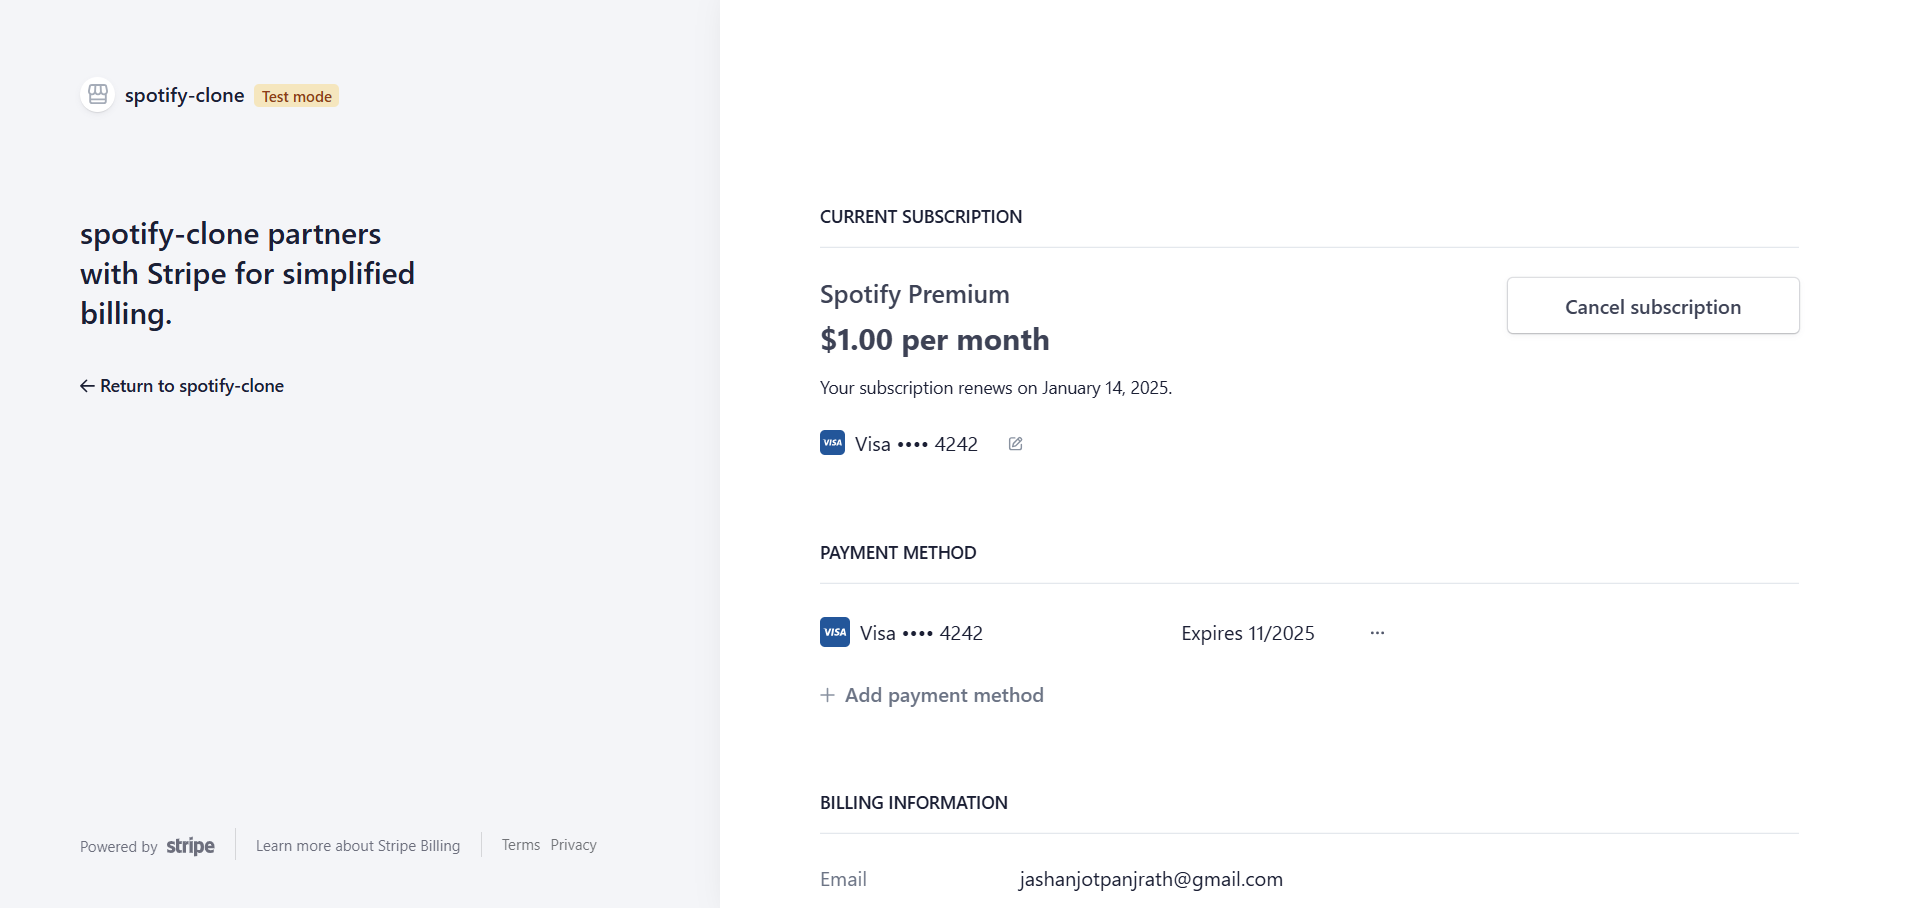 spotify-clone Test mode
spotify-clone partners
with Stripe for simplified
billing.
← Return to spotify-clone
Powered by stripe
Learn more about Stripe Billing
Terms Privacy
CURRENT SUBSCRIPTION
Spotify Premium
$1.00 per month
Your subscription renews on January 14, 2025.
VISA Visa •••• 4242
Cancel subscription
PAYMENT METHOD
VISA Visa •••• 4242 Expires 11/2025 ···
+ Add payment method
BILLING INFORMATION
Email jashanjotpanjrath@gmail.com